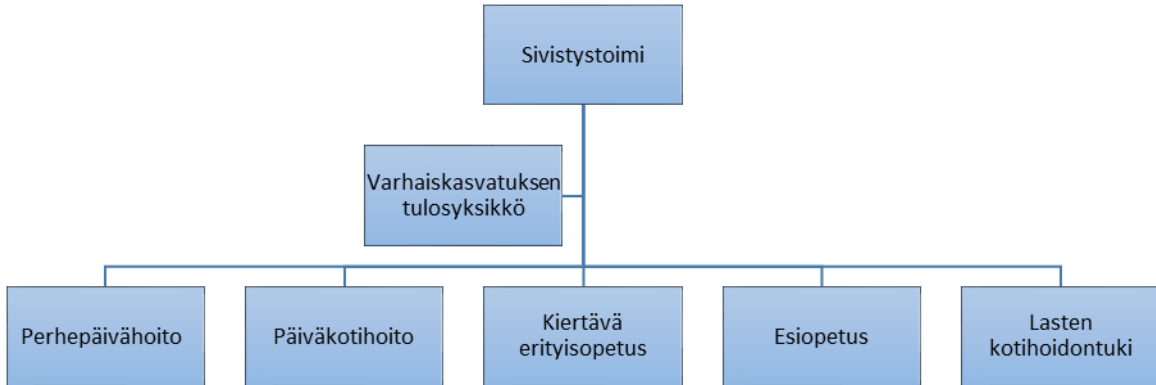 Sivistystoimi
Varhaiskasvatuksen
tulosyksikkö
Perhepäivähoito
Päiväkotihoito
Kiertävä
erityisopetus
Esiopetus
Lasten
kotihoidontuki